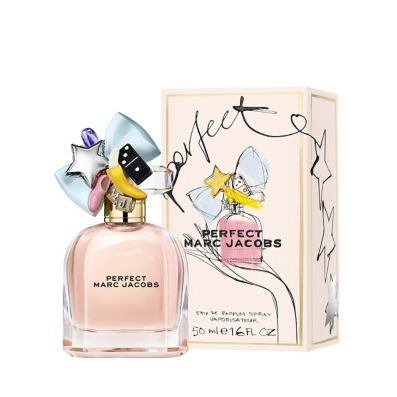 PERFECT
MARC JACOBS
perfect
PERFECT
MARC JACOBS
EAU DE PARFUM SPRAY
VAPORISATEUR
50 ml e 1.6 FL OZ